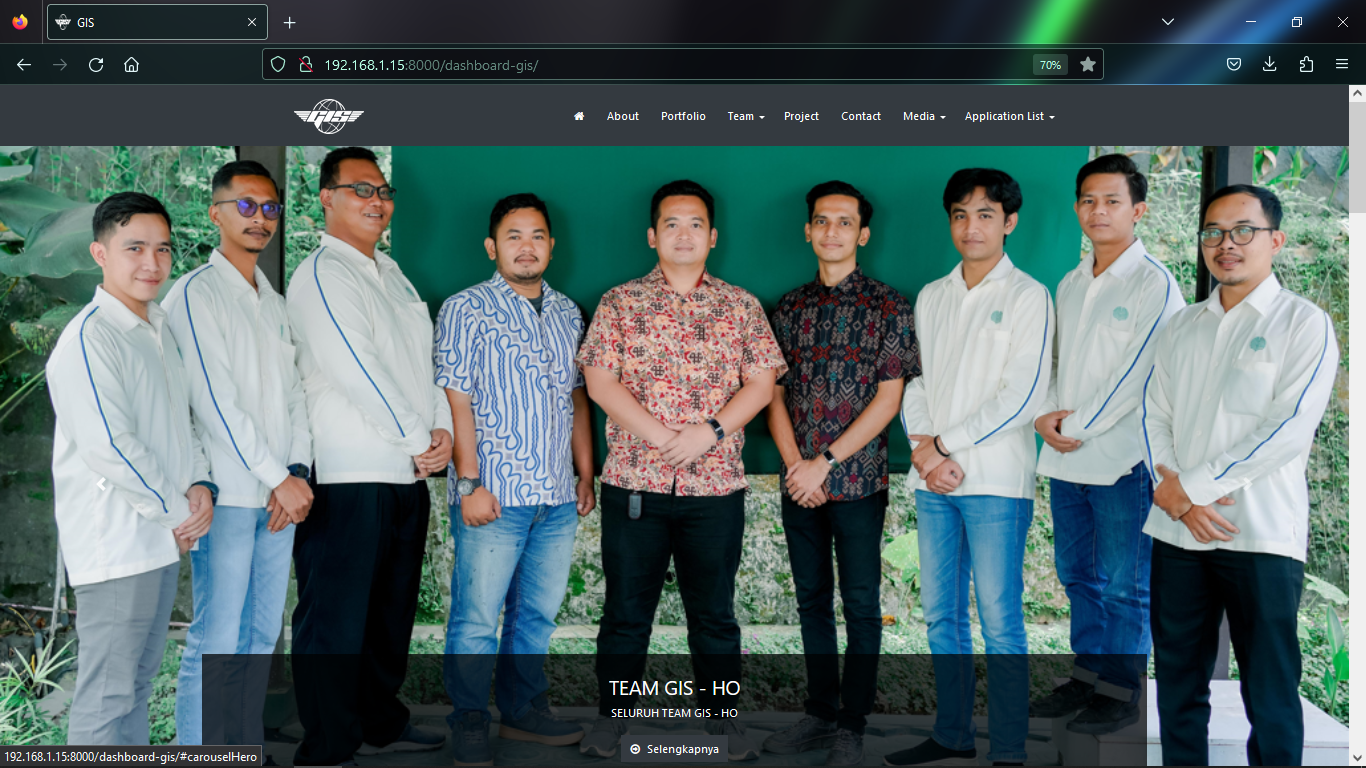 GIS
192.168.1.15:8000/dashboard-gis/
70%
GIS
About
Portfolio
Team
Project
Contact
Media
Application List
TEAM GIS - HO
SELURUH TEAM GIS - HO
Selengkapnya
192.168.1.15:8000/dashboard-gis/#carouselHero